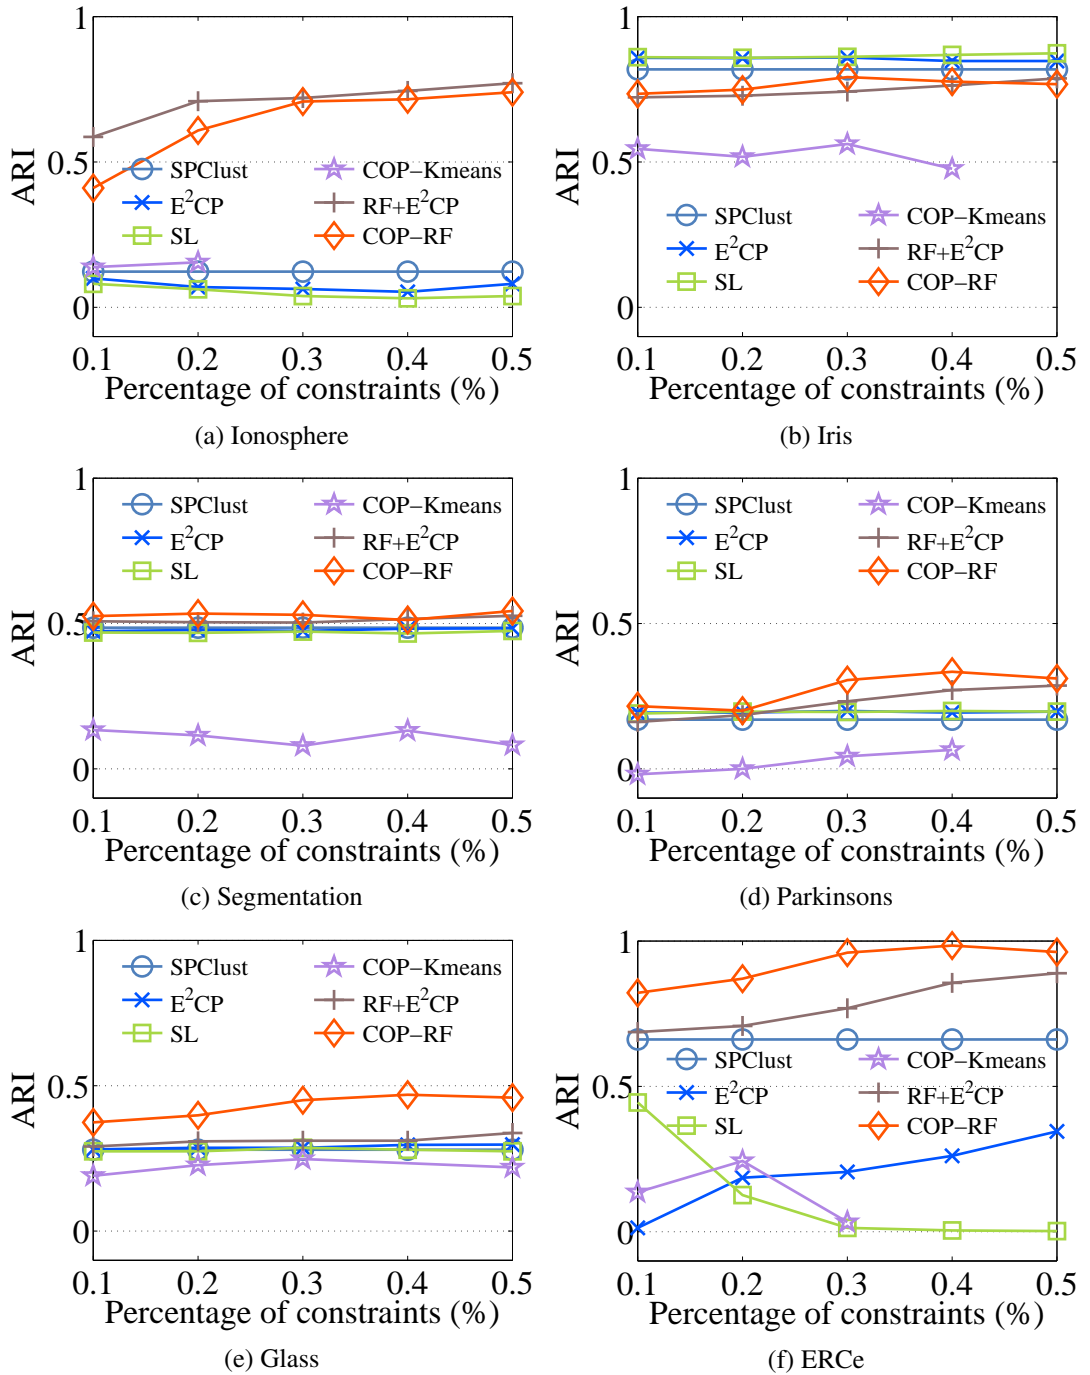 1
0.5
0
ARI
SPClust
E²CP
SL
COP−Kmeans
RF+E²CP
COP−RF
0.1 0.2 0.3 0.4 0.5
Percentage of constraints (%)
(a) Ionosphere
1
0.5
0
ARI
SPClust
E²CP
SL
COP−Kmeans
RF+E²CP
COP−RF
0.1 0.2 0.3 0.4 0.5
Percentage of constraints (%)
(b) Iris
1
0.5
0
ARI
SPClust
E²CP
SL
COP−Kmeans
RF+E²CP
COP−RF
0.1 0.2 0.3 0.4 0.5
Percentage of constraints (%)
(c) Segmentation
1
0.5
0
ARI
SPClust
E²CP
SL
COP−Kmeans
RF+E²CP
COP−RF
0.1 0.2 0.3 0.4 0.5
Percentage of constraints (%)
(d) Parkinsons
1
0.5
0
ARI
SPClust
E²CP
SL
COP−Kmeans
RF+E²CP
COP−RF
0.1 0.2 0.3 0.4 0.5
Percentage of constraints (%)
(e) Glass
1
0.5
0
ARI
SPClust
E²CP
SL
COP−Kmeans
RF+E²CP
COP−RF
0.1 0.2 0.3 0.4 0.5
Percentage of constraints (%)
(f) ERCe